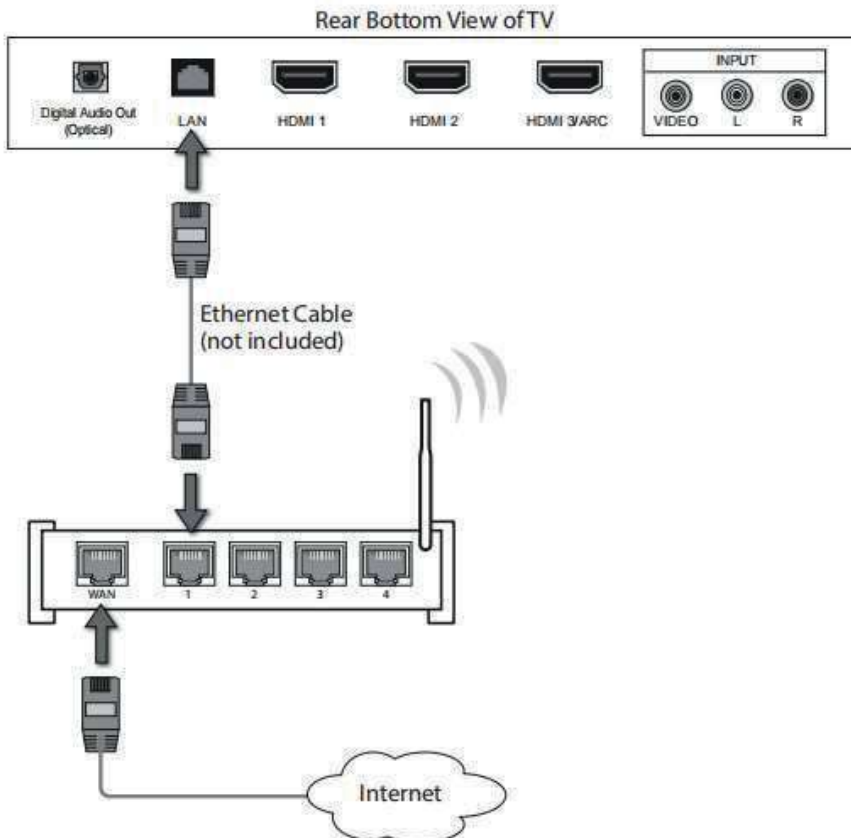 Rear Bottom View of TV
INPUT
Digital Audio Out
(Optical)
LAN
HDMI 1
HDMI 2
HDMI 3/ARC
VIDEO
L
R
Ethernet Cable
(not included)
WAN
1
2
3
4
Internet